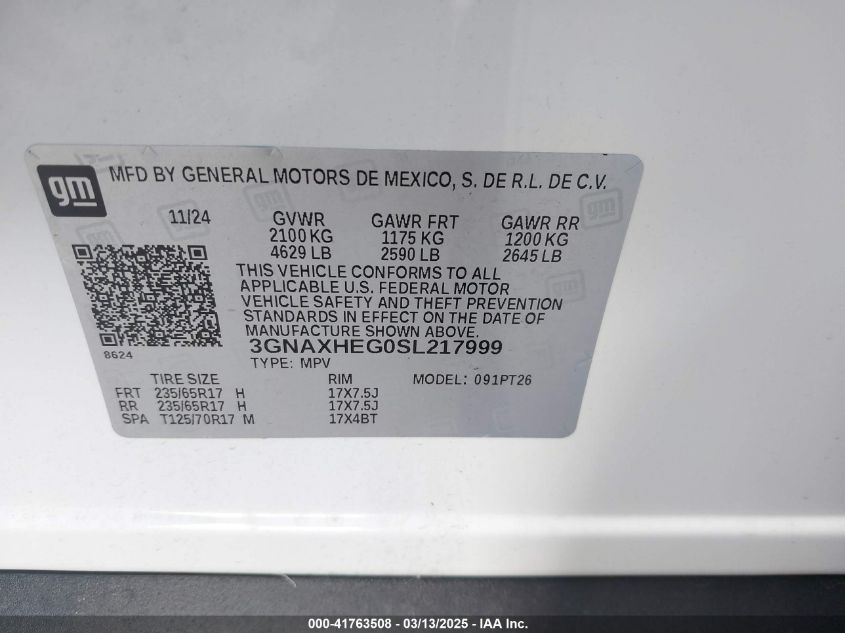 gm
MFD BY GENERAL MOTORS DE MEXICO, S. DE R.L. DE C.V.
11/24 GVWR GAWR FRT GAWR RR
2100 KG 1175 KG 1200 KG
4629 LB 2590 LB 2645 LB
THIS VEHICLE CONFORMS TO ALL
APPLICABLE U.S. FEDERAL MOTOR
VEHICLE SAFETY AND THEFT PREVENTION
STANDARDS IN EFFECT ON THE DATE OF
MANUFACTURE SHOWN ABOVE.
8624
3GNAXHEG0SL217999
TYPE: MPV
TIRE SIZE RIM MODEL: 091PT26
FRT 235/65R17 H 17X7.5J
RR 235/65R17 H 17X7.5J
SPA T125/70R17 M 17X4BT
000-41763508 - 03/13/2025 - IAA Inc.